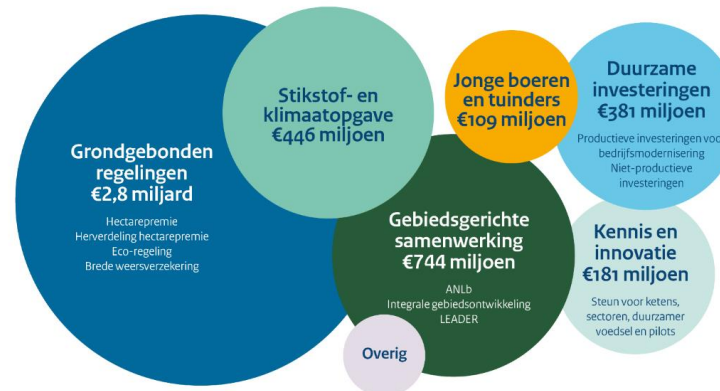 Grondgebonden
regelingen
€2,8 miljard
Hectarepremie
Herverdeling hectarepremie
Eco-regeling
Brede weersverzekering
Stikstof- en
klimaatopgave
€446 miljoen
Jonge boeren
en tuinders
€109 miljoen
Duurzame
investeringen
€381 miljoen
Productieve investeringen voo
bedrijfsmodernisering
Niet-productieve
investeringen
Gebiedsgerichte
samenwerking
€744 miljoen
ANLb
Integrale gebiedsontwikkeling
LEADER
Kennis en
innovatie
€181 miljoen
Steun voor ketens,
sectoren, duurzamer
voedsel en pilots
Overig